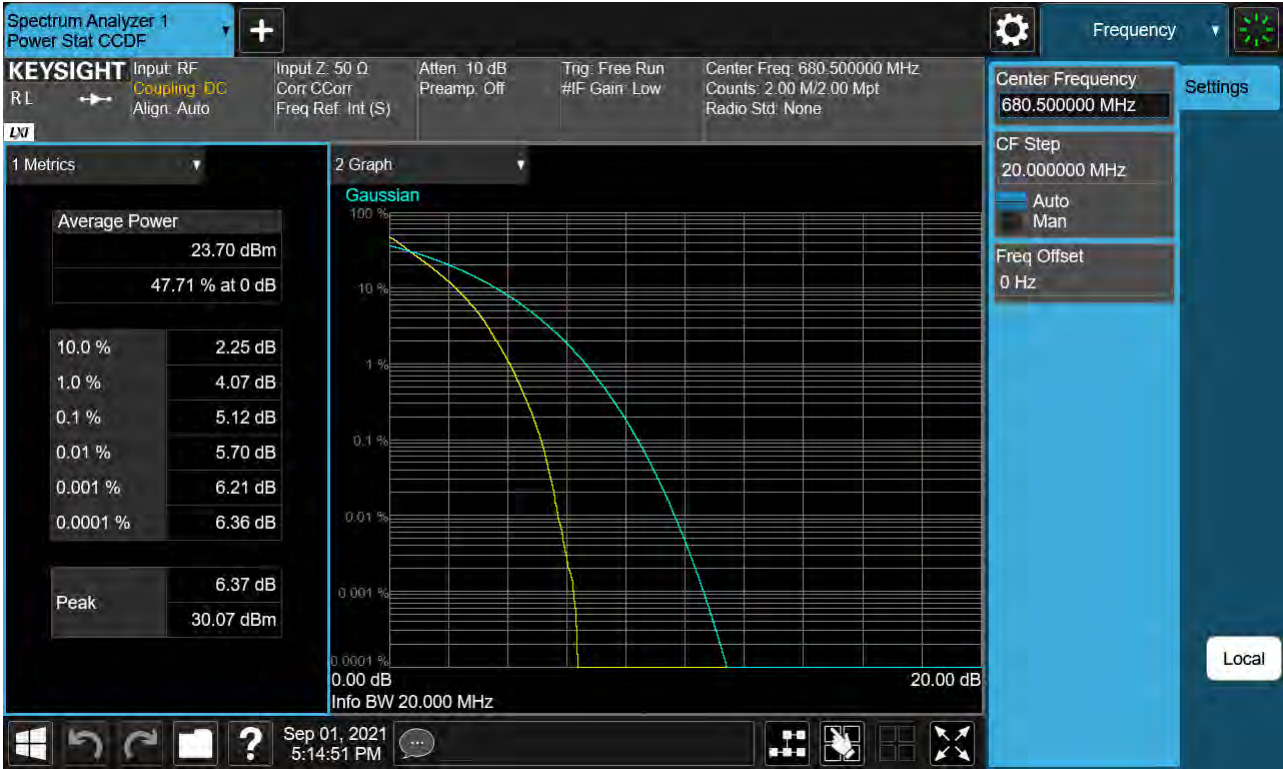 Spectrum Analyzer 1
Power Stat CCDF
Frequency
KEYSIGHT
R L
LXI
Input: RF
Coupling: DC
Align: Auto
Input Z: 50 Ω
Corr CCorr
Freq Ref: Int (S)
Atten: 10 dB
Preamp: Off
Trig: Free Run
#IF Gain: Low
Center Freq: 680.500000 MHz
Counts: 2.00 M/2.00 Mpt
Radio Std: None
Center Frequency
680.500000 MHz
Settings
CF Step
20.000000 MHz
Auto
Man
Freq Offset
0 Hz
Local
1 Metrics
Average Power
23.70 dBm
47.71 % at 0 dB
10.0 % 2.25 dB
1.0 % 4.07 dB
0.1 % 5.12 dB
0.01 % 5.70 dB
0.001 % 6.21 dB
0.0001 % 6.36 dB
Peak
6.37 dB
30.07 dBm
2 Graph
Gaussian
100 %
10 %
1 %
0.1 %
0.01 %
0.001 %
0.0001 %
0.00 dB 20.00 dB
Info BW 20.000 MHz
?
Sep 01, 2021
5:14:51 PM